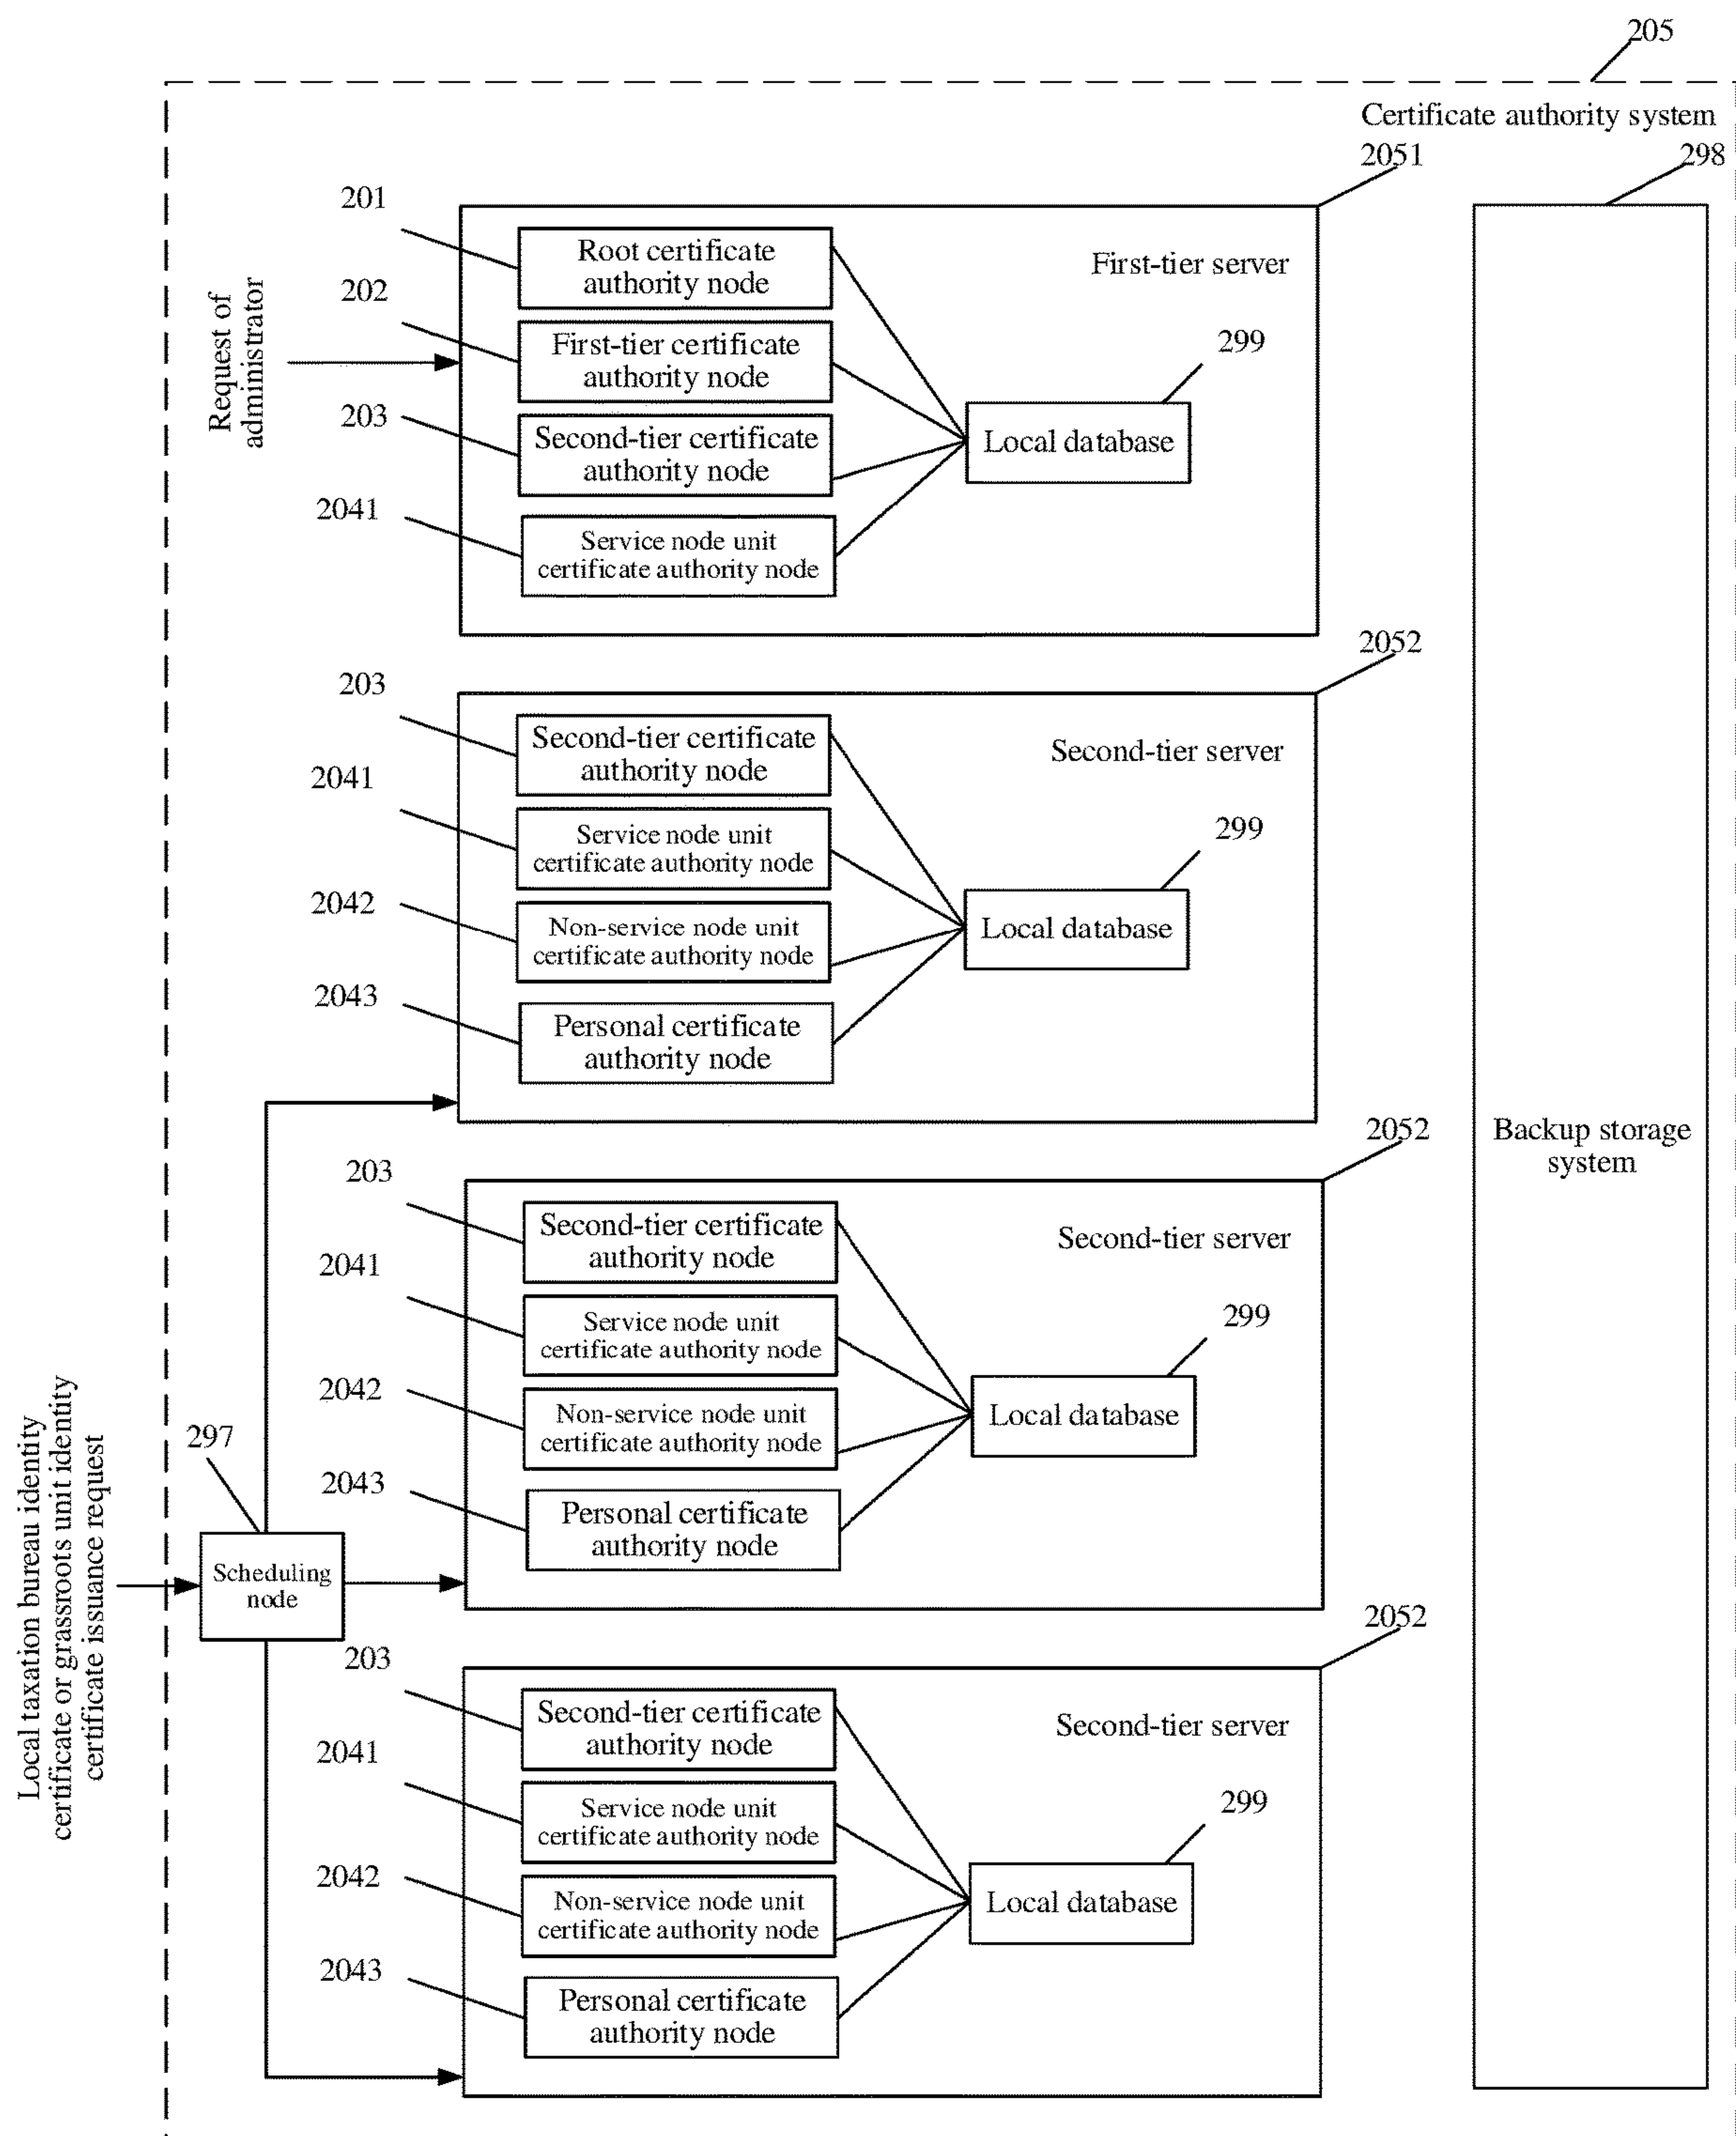 205
Certificate authority system
2051
298
201
Root certificate
authority node
First-tier server
202
First-tier certificate
authority node
299
Request of
administrator
203
Second-tier certificate
authority node
Local database
2041
Service node unit
certificate authority node
2052
203
Second-tier certificate
authority node
Second-tier server
2041
Service node unit
certificate authority node
299
2042
Non-service node unit
certificate authority node
Local database
2043
Personal certificate
authority node
Backup storage
system
2052
203
Second-tier certificate
authority node
Second-tier server
2041
Service node unit
certificate authority node
299
2042
Non-service node unit
certificate authority node
Local database
2043
Personal certificate
authority node
297
Scheduling
node
Local taxation bureau identity
certificate or grassroots unit identity
certificate issuance request
2052
203
Second-tier certificate
authority node
Second-tier server
2041
Service node unit
certificate authority node
299
2042
Non-service node unit
certificate authority node
Local database
2043
Personal certificate
authority node